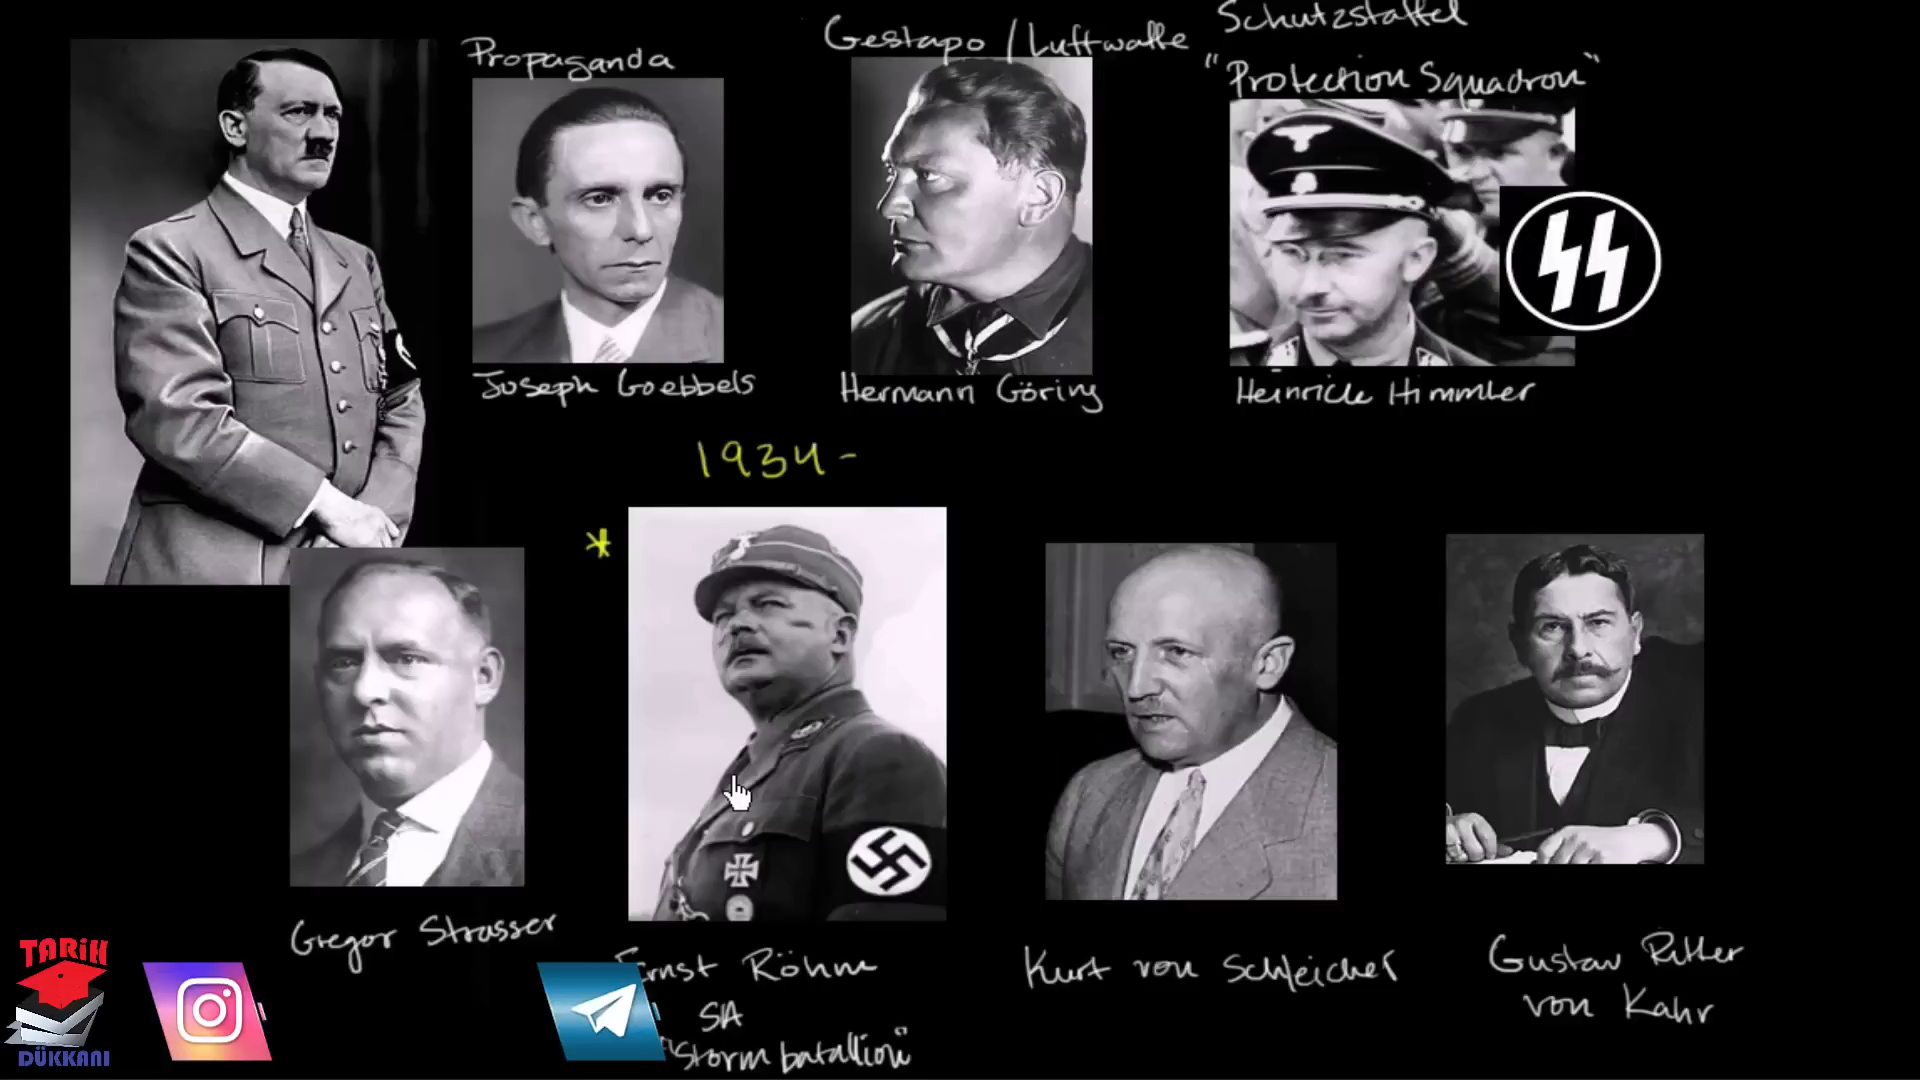 Schutzstaffel
Propaganda
Gestapo / Luftwaffe
"Protection Squadron"
Joseph Goebbels
Hermann Göring
Heinrich Himmler
1934 -
*
Gregor Strasser
Ernst Röhm
SA
"Storm batallion"
Kurt von Schleicher
Gustav Ritter
von Kahr
TARİH
DÜKKANI